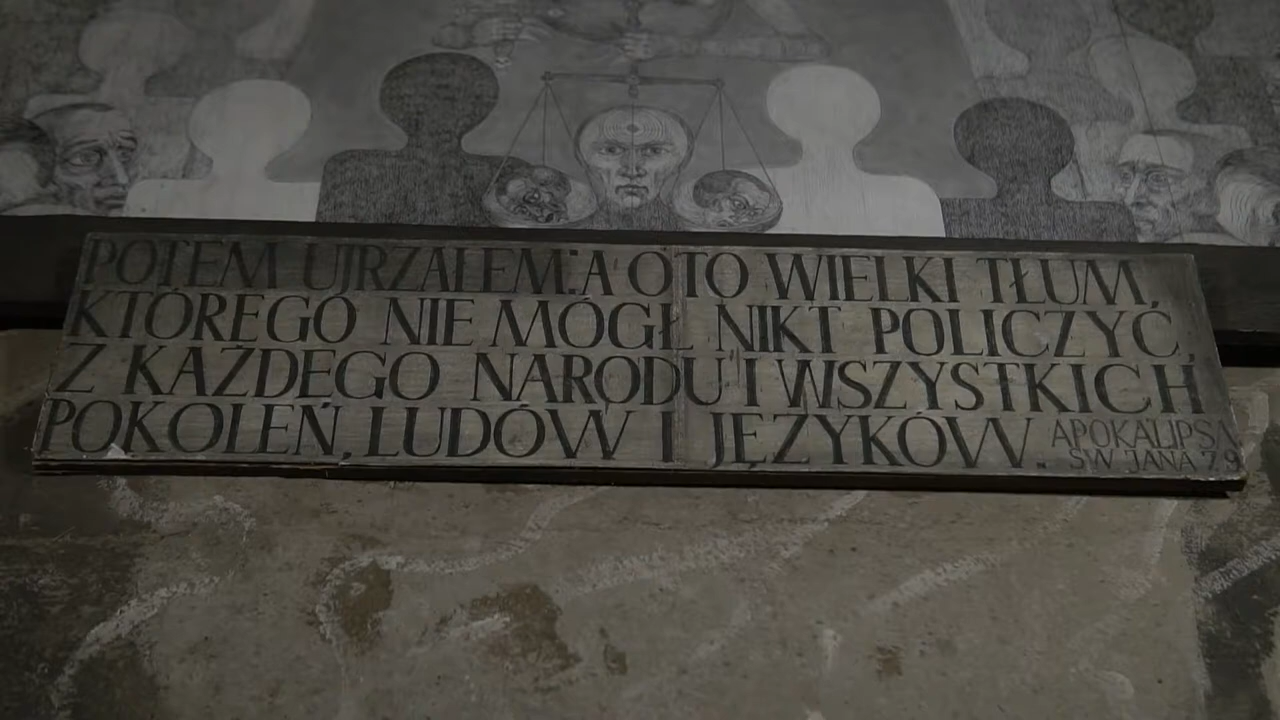 POTEM UJRZAŁEM: A OTO WIELKI TŁUM,
KTÓREGO NIE MÓGŁ NIKT POLICZYĆ,
Z KAŻDEGO NARODU I WSZYSTKICH
POKOLEŃ, LUDÓW I JĘZYKÓW.
APOKALIPSA
ŚW JANA 7.9